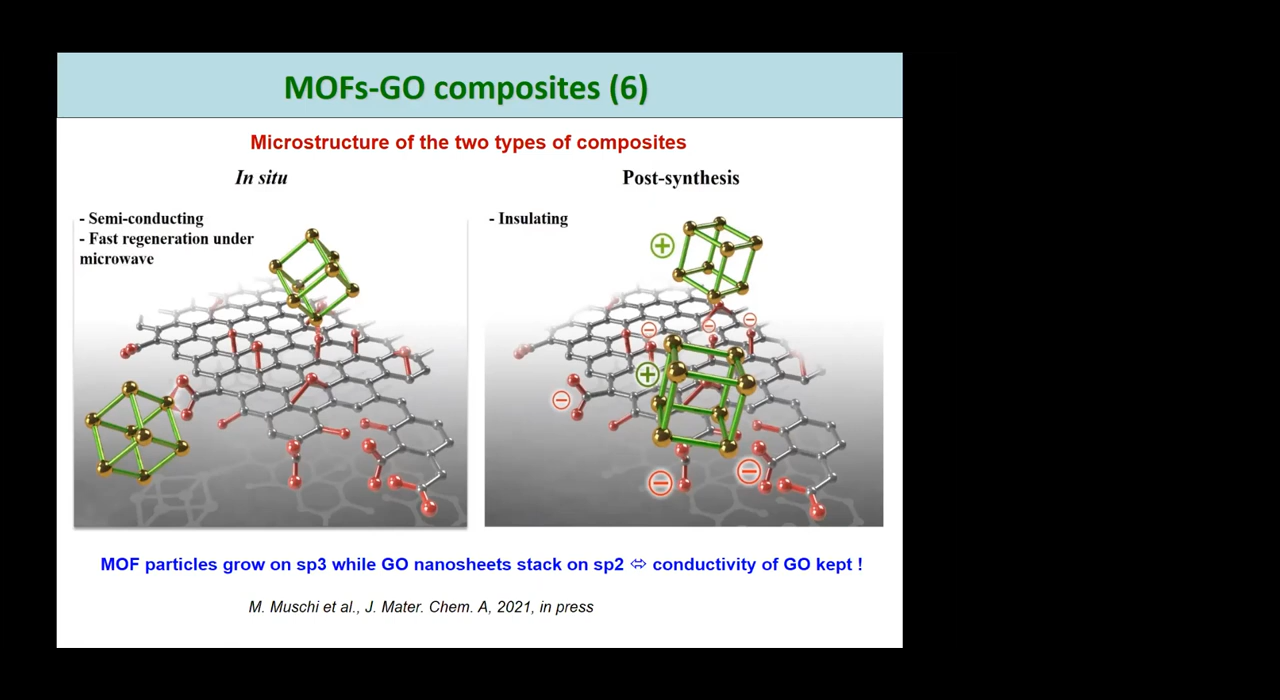 MOFs-GO composites (6)
Microstructure of the two types of composites
In situ
- Semi-conducting
- Fast regeneration under
microwave
Post-synthesis
- Insulating
MOF particles grow on sp3 while GO nanosheets stack on sp2 ⇔ conductivity of GO kept !
M. Muschi et al., J. Mater. Chem. A, 2021, in press